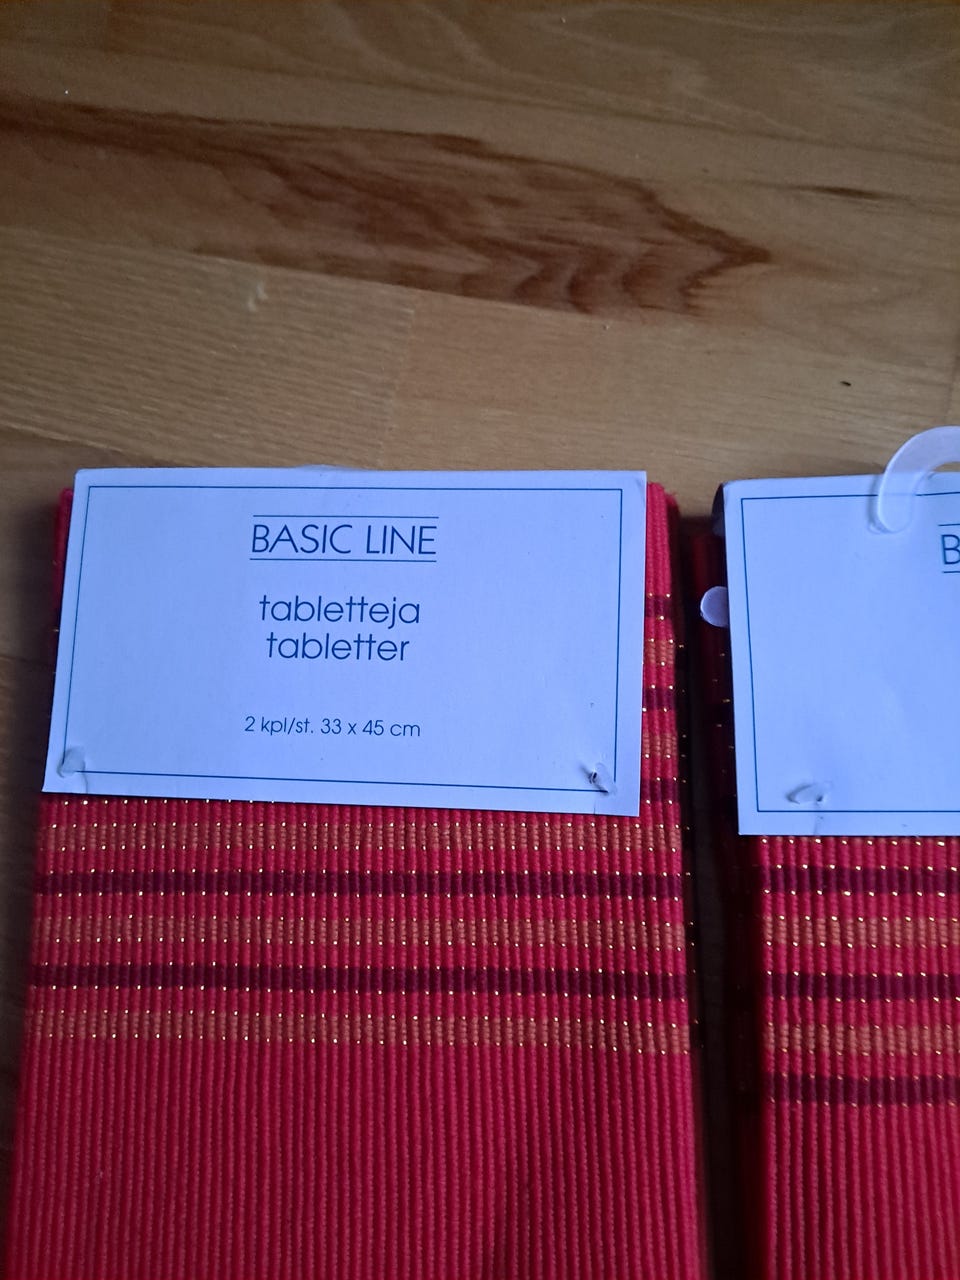 BASIC LINE
tabletteja
tabletter
2 kpl/st. 33 x 45 cm
B